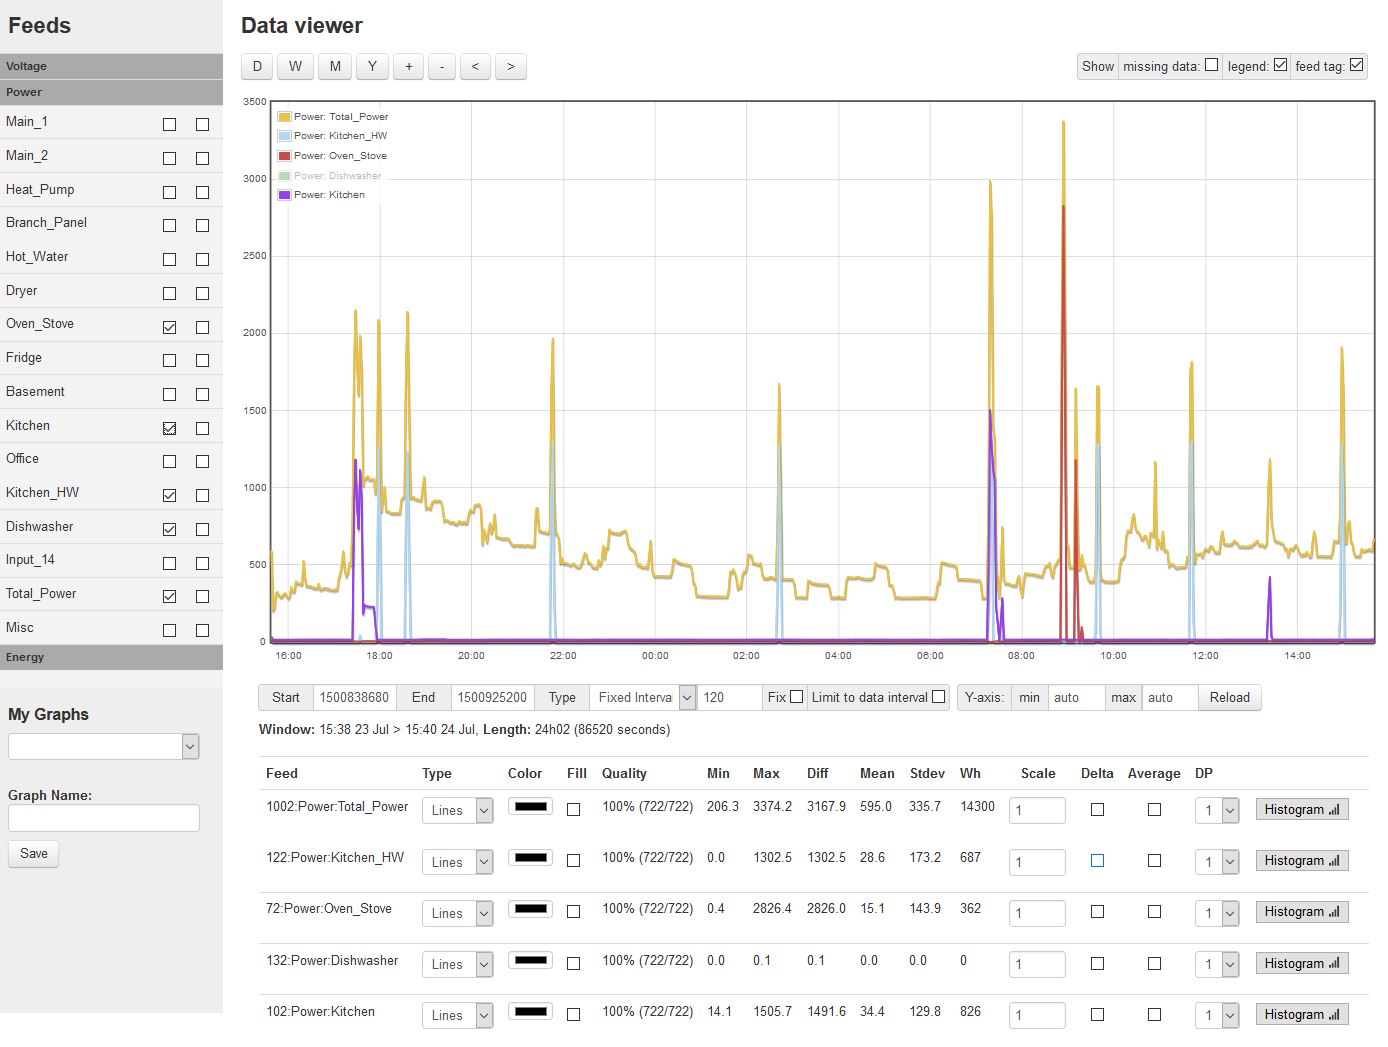 Feeds
Voltage
Power
Main_1
Main_2
Heat_Pump
Branch_Panel
Hot_Water
Dryer
Oven_Stove
Fridge
Basement
Kitchen
Office
Kitchen_HW
Dishwasher
Input_14
Total_Power
Misc
Energy
My Graphs
Graph Name:
Save
Data viewer
D W M Y + - < >
Show missing data: legend: feed tag:
3500
3000
2500
2000
1500
1000
500
0
Power: Total_Power
Power: Kitchen_HW
Power: Oven_Stove
Power: Dishwasher
Power: Kitchen
16:00 18:00 20:00 22:00 00:00 02:00 04:00 06:00 08:00 10:00 12:00 14:00
Start 1500838680 End 1500925200 Type Fixed Interval 120 Fix Limit to data interval Y-axis: min auto max auto Reload
Window: 15:38 23 Jul > 15:40 24 Jul, Length: 24h02 (86520 seconds)
Feed Type Color Fill Quality Min Max Diff Mean Stdev Wh Scale Delta Average DP
1002:Power:Total_Power Lines 100% (722/722) 206.3 3374.2 3167.9 595.0 335.7 14300 1 1 Histogram
122:Power:Kitchen_HW Lines 100% (722/722) 0.0 1302.5 1302.5 28.6 173.2 687 1 1 Histogram
72:Power:Oven_Stove Lines 100% (722/722) 0.4 2826.4 2826.0 15.1 143.9 362 1 1 Histogram
132:Power:Dishwasher Lines 100% (722/722) 0.0 0.1 0.1 0.0 0.0 0 1 1 Histogram
102:Power:Kitchen Lines 100% (722/722) 14.1 1505.7 1491.6 34.4 129.8 826 1 1 Histogram